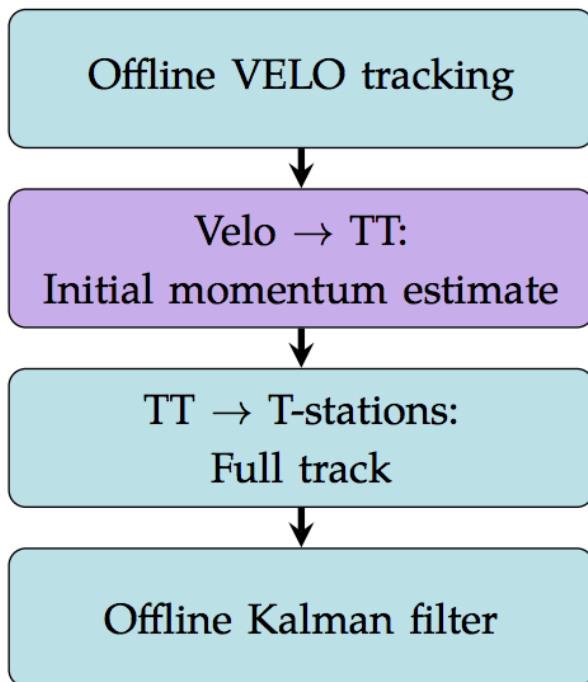 Offline VELO tracking
Velo → TT:
Initial momentum estimate
TT → T-stations:
Full track
Offline Kalman filter